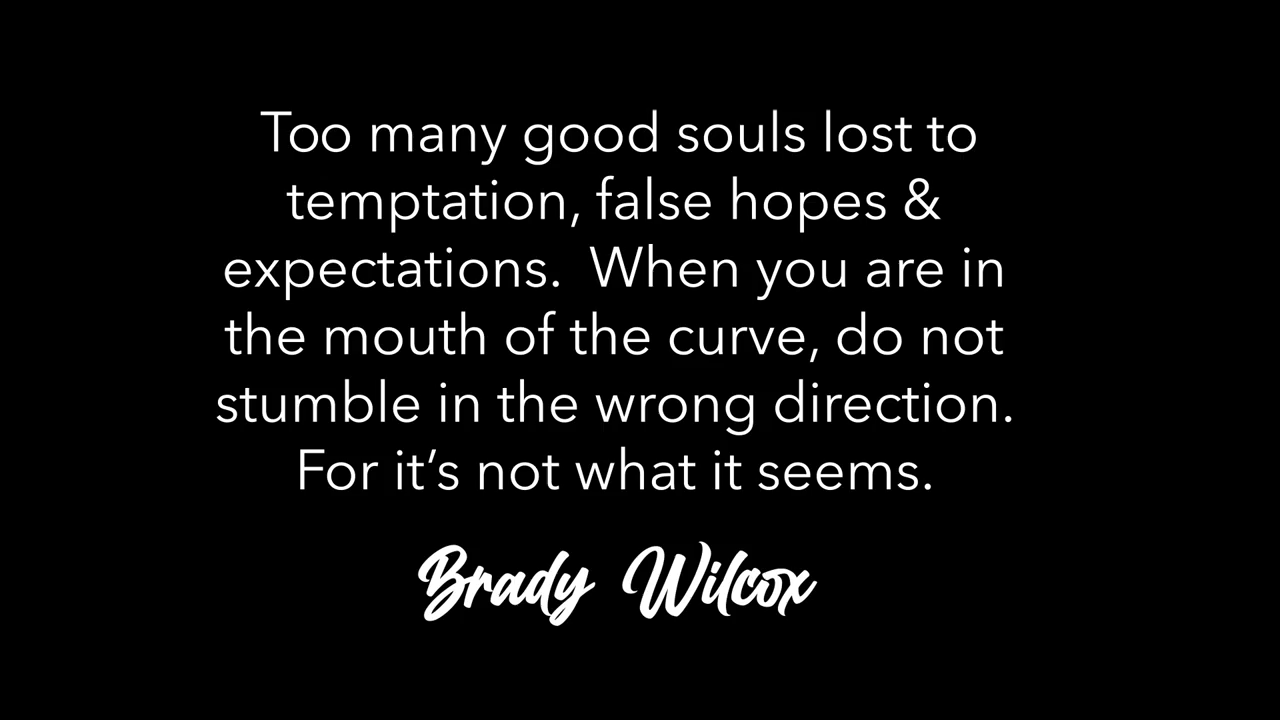 Too many good souls lost to
temptation, false hopes &
expectations.  When you are in
the mouth of the curve, do not
stumble in the wrong direction.
For it’s not what it seems.
Brady Wilcox